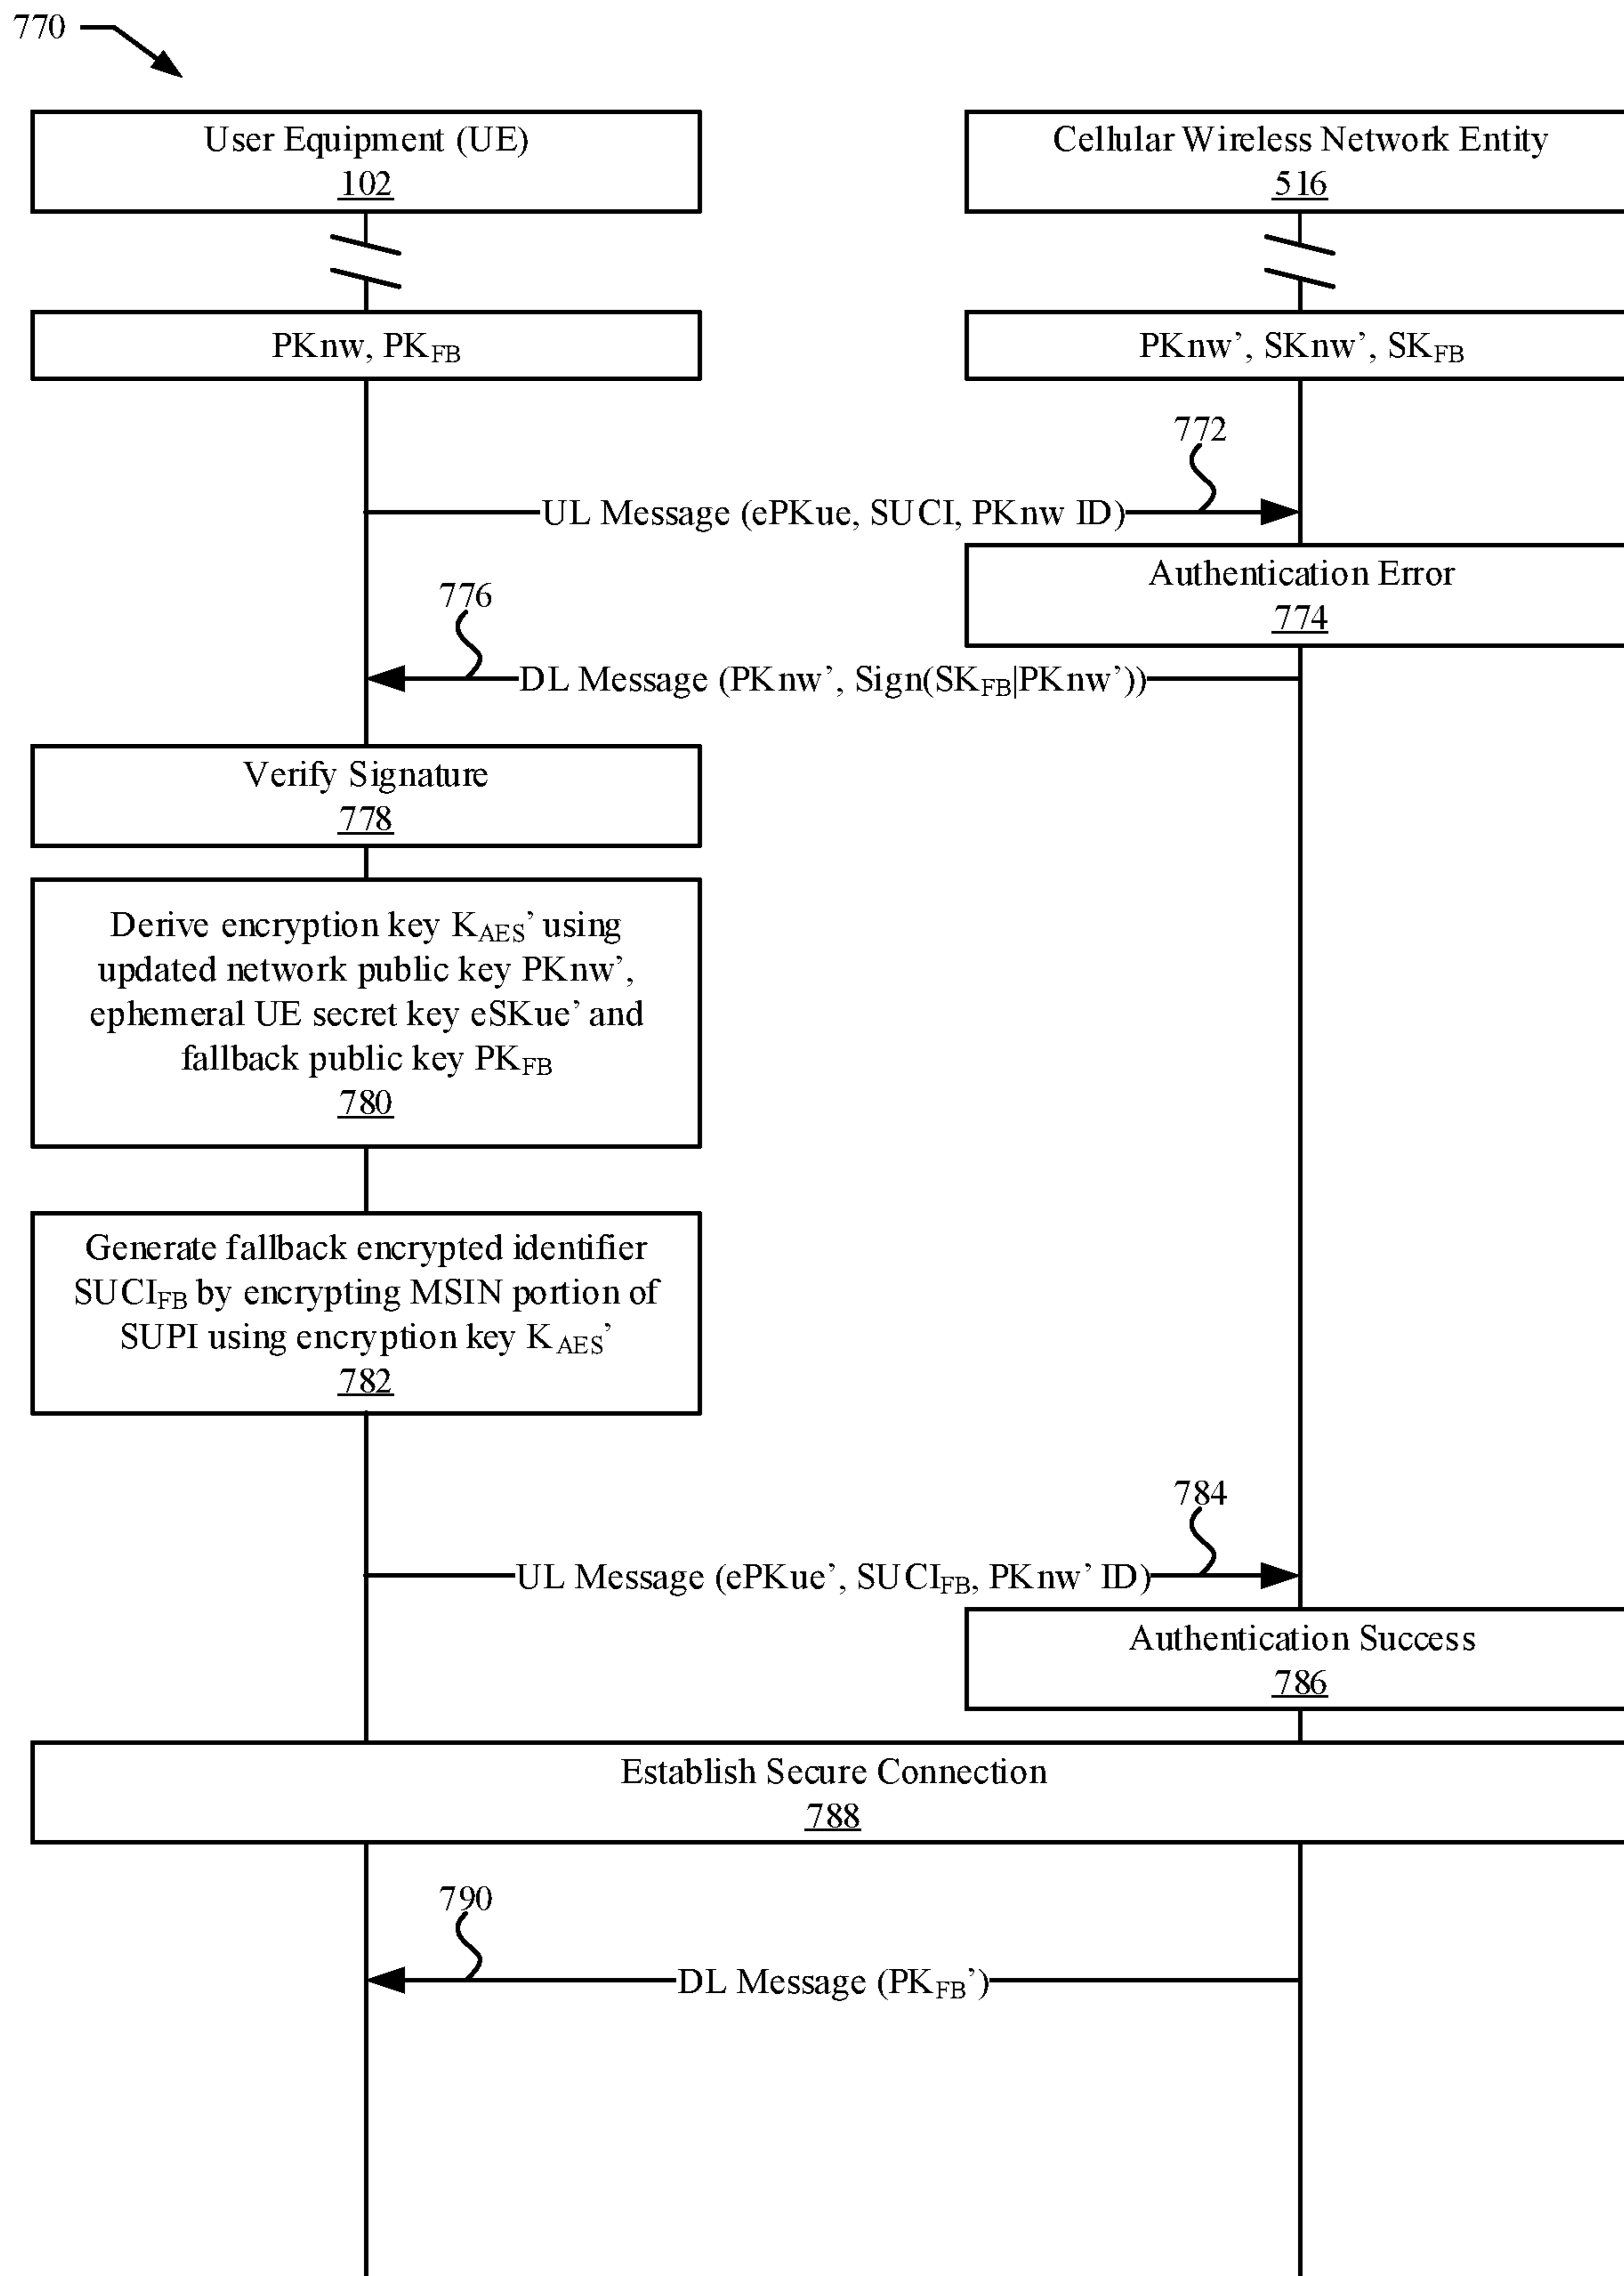 770
User Equipment (UE)
102
Cellular Wireless Network Entity
516
PKnw, PKFB
PKnw’, SKnw’, SKFB
772
UL Message (ePKue, SUCI, PKnw ID)
Authentication Error
774
776
DL Message (PKnw’, Sign(SKFB|PKnw’))
Verify Signature
778
Derive encryption key KAES’ using
updated network public key PKnw’,
ephemeral UE secret key eSKue’ and
fallback public key PKFB
780
Generate fallback encrypted identifier
SUCIFB by encrypting MSIN portion of
SUPI using encryption key KAES’
782
784
UL Message (ePKue’, SUCIFB, PKnw’ ID)
Authentication Success
786
Establish Secure Connection
788
790
DL Message (PKFB’)